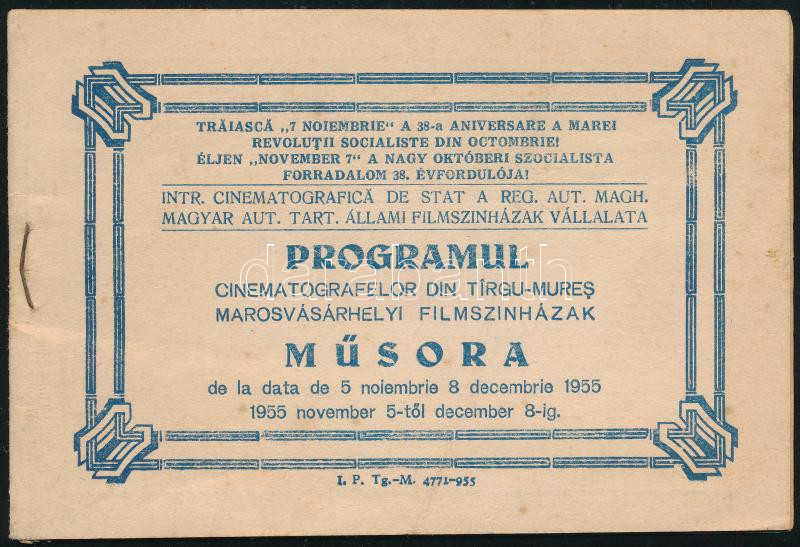 TRĂIASCĂ „7 NOIEMBRIE“ A 38-a ANIVERSARE A MAREI
REVOLUȚII SOCIALISTE DIN OCTOMBRIE!
ÉLJEN „NOVEMBER 7“ A NAGY OKTÓBERI SZOCIALISTA
FORRADALOM 38. ÉVFORDULÓJA!
INTR. CINEMATOGRAFICĂ DE STAT A REG. AUT. MAGH.
MAGYAR AUT. TART. ÁLLAMI FILMSZINHÁZAK VÁLLALATA
PROGRAMUL
darabanth
CINEMATOGRAFELOR DIN TÎRGU-MUREȘ
MAROSVÁSÁRHELYI FILMSZINHÁZAK
MŰSORA
de la data de 5 noiembrie 8 decembrie 1955
1955 november 5-től december 8-ig.
I. P. Tg.-M. 4771-955